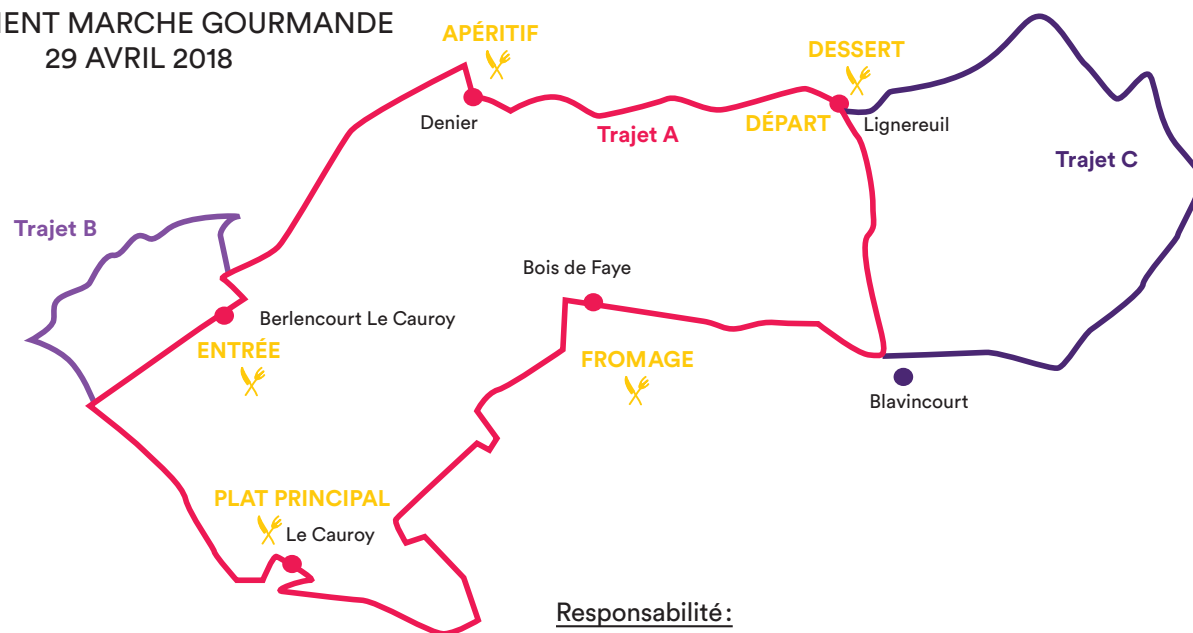 MARCHE GOURMANDE
29 AVRIL 2018
APÉRITIF
DESSERT
Denier
Trajet A
DÉPART
Lignereuil
Trajet C
Trajet B
Bois de Faye
Berlencourt Le Cauroy
ENTRÉE
FROMAGE
Blavincourt
PLAT PRINCIPAL
Le Cauroy
Responsabilité :